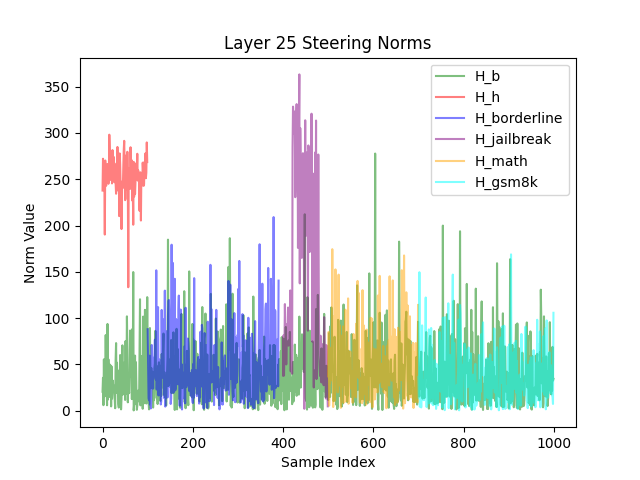 Layer 25 Steering Norms
Norm Value
350
300
250
200
150
100
50
0
H_b
H_h
H_borderline
H_jailbreak
H_math
H_gsm8k
0
200
400
600
800
1000
Sample Index